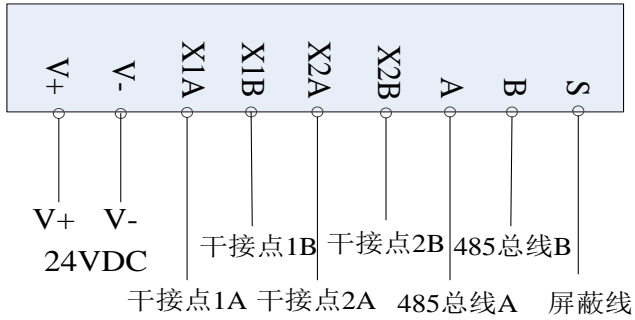 V+ V- X1A X1B X2A X2B A B S
V+ V-
24VDC
干接点1B 干接点2B 485总线B
干接点1A 干接点2A 485总线A 屏蔽线